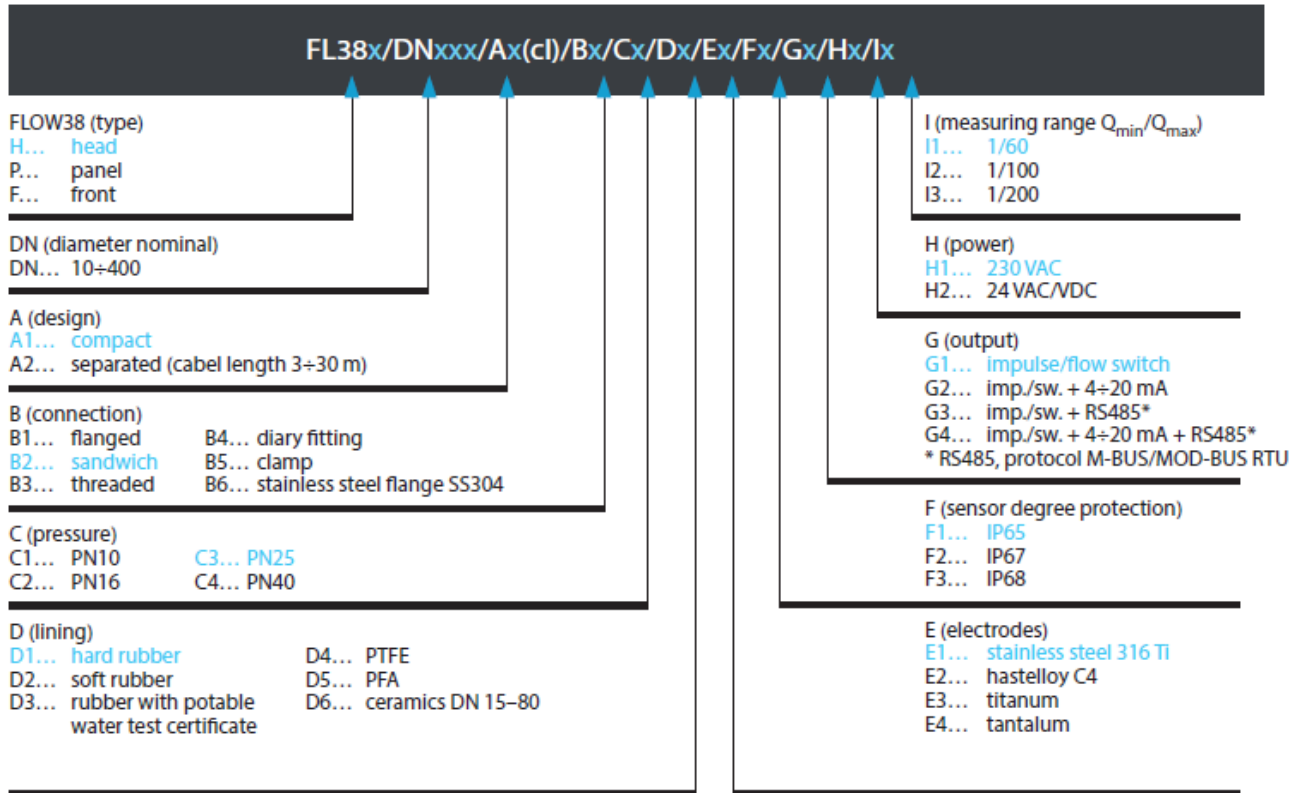 FL38x/DNxxx/Ax(cl)/Bx/Cx/Dx/Ex/Fx/Gx/Hx/Ix
FLOW38 (type)
H... head
P... panel
F... front
DN (diameter nominal)
DN... 10÷400
A (design)
A1... compact
A2... separated (cabel length 3÷30 m)
B (connection)
B1... flanged B4... diary fitting
B2... sandwich B5... clamp
B3... threaded B6... stainless steel flange SS304
C (pressure)
C1... PN10 C3... PN25
C2... PN16 C4... PN40
D (lining)
D1... hard rubber D4... PTFE
D2... soft rubber D5... PFA
D3... rubber with potable D6... ceramics DN 15–80
water test certificate
I (measuring range Qmin/Qmax)
I1... 1/60
I2... 1/100
I3... 1/200
H (power)
H1... 230 VAC
H2... 24 VAC/VDC
G (output)
G1... impulse/flow switch
G2... imp./sw. + 4÷20 mA
G3... imp./sw. + RS485*
G4... imp./sw. + 4÷20 mA + RS485*
* RS485, protocol M-BUS/MOD-BUS RTU
F (sensor degree protection)
F1... IP65
F2... IP67
F3... IP68
E (electrodes)
E1... stainless steel 316 Ti
E2... hastelloy C4
E3... titanum
E4... tantalum